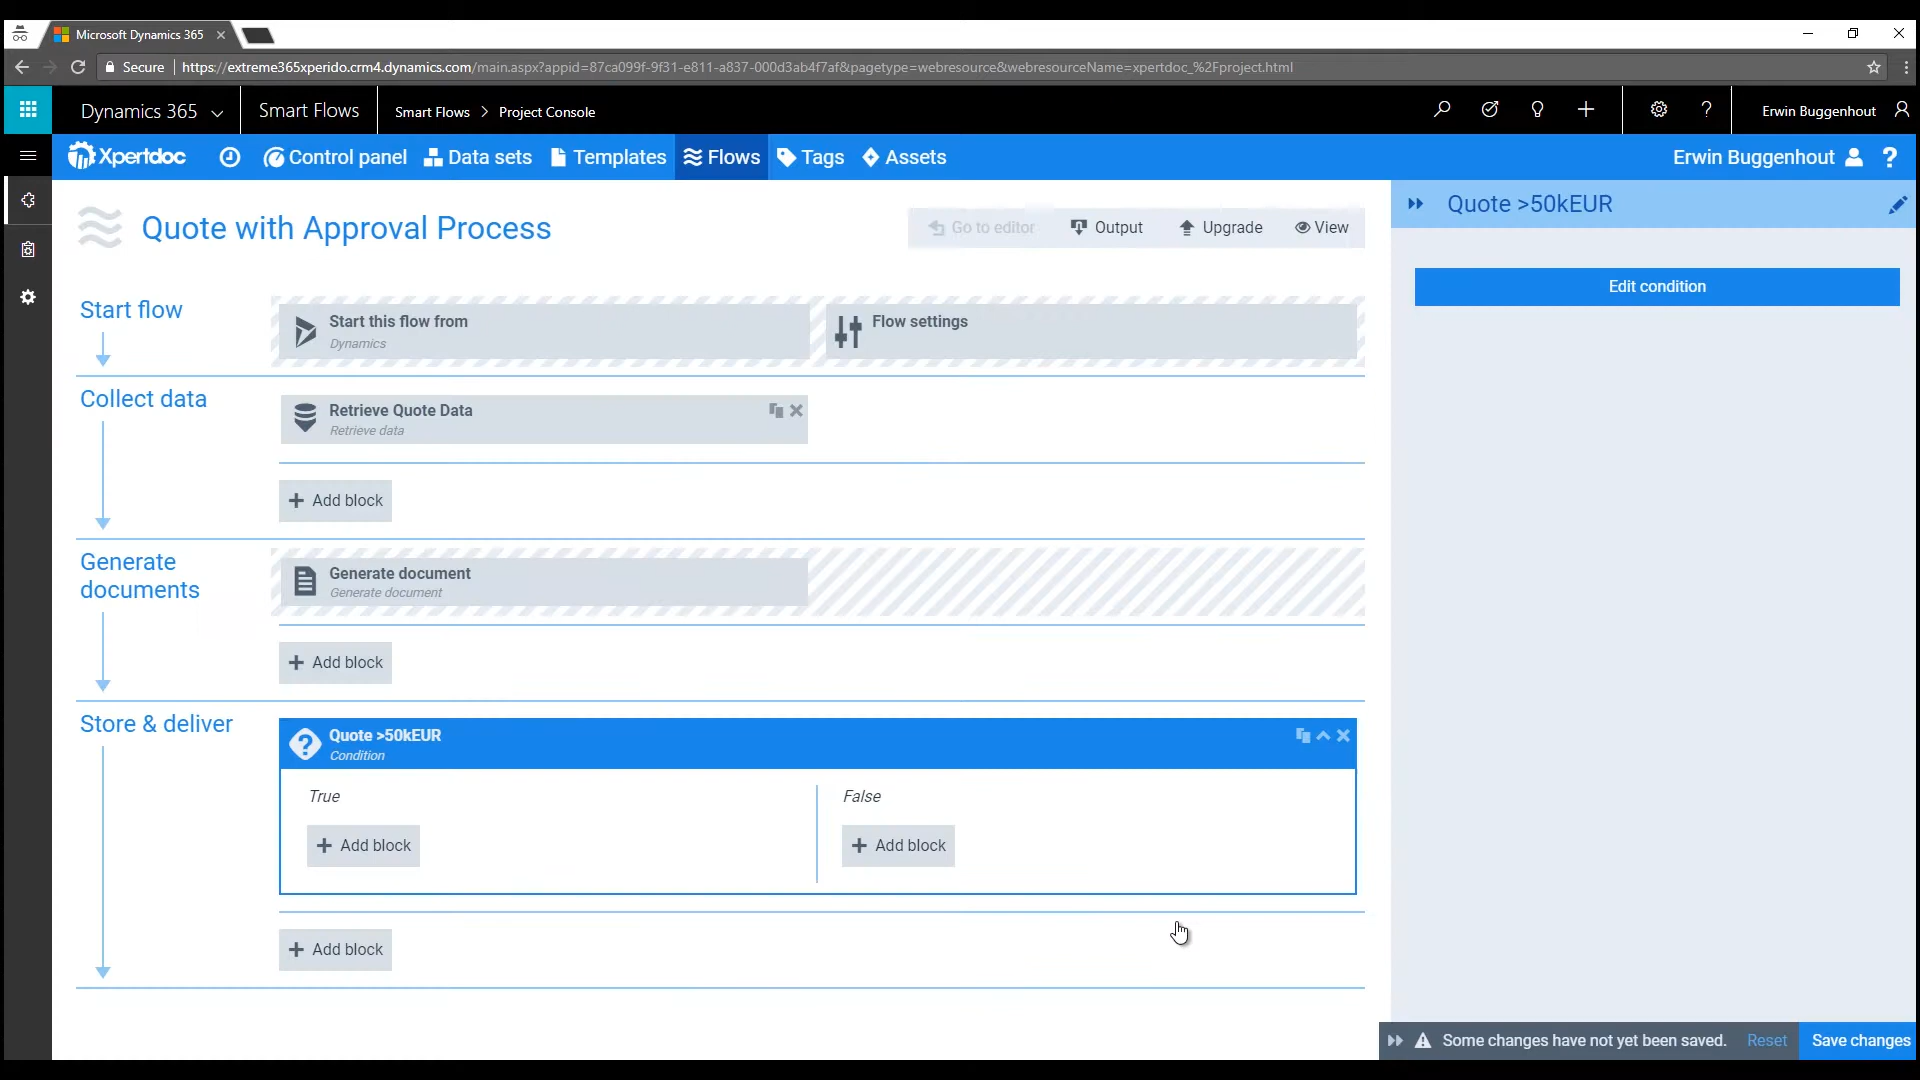 Microsoft Dynamics 365
Secure | https://extreme365xperido.crm4.dynamics.com/main.aspx?appid=87ca099f-9f31-e811-a837-000d3ab4f7af&pagetype=webresource&webresourceName=xpertdoc_%2Fproject.html
Dynamics 365 Smart Flows Smart Flows > Project Console Erwin Buggenhout
Xpertdoc Control panel Data sets Templates Flows Tags Assets Erwin Buggenhout ?
Quote with Approval Process
Go to editor Output Upgrade View
Quote >50kEUR
Edit condition
Start flow
Start this flow from
Dynamics
Flow settings
Collect data
Retrieve Quote Data
Retrieve data
+ Add block
Generate
documents
Generate document
Generate document
+ Add block
Store & deliver
Quote >50kEUR
Condition
True
+ Add block
False
+ Add block
+ Add block
Some changes have not yet been saved. Reset Save changes